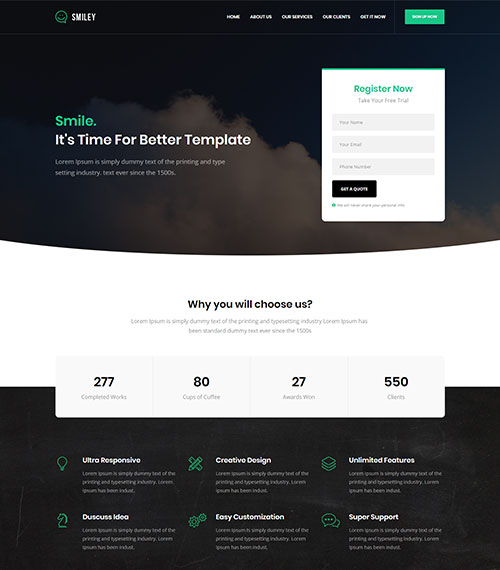 SMILEY
HOME ABOUT US OUR SERVICES OUR CLIENTS GET IT NOW SIGN UP NOW
Smile.
It's Time For Better Template
Lorem Ipsum is simply dummy text of the printing and type
setting industry. text ever since the 1500s.
Register Now
Take Your Free Trial
Your Name
Your Email
Phone Number
GET A QUOTE
We will never share your personal info
Why you will choose us?
Lorem Ipsum is simply dummy text of the printing and typesetting industry Lorem Ipsum has
been standard dummy text ever since the 1500s
277
Completed Works
80
Cups of Cuffee
27
Awards Won
550
Clients
Ultra Responsive
Lorem Ipsum is simply dummy text of the
printing and typesetting industry. Lorem
Ipsum has been indust.
Creative Design
Lorem Ipsum is simply dummy text of the
printing and typesetting industry. Lorem
Ipsum has been indust.
Unlimited Features
Lorem Ipsum is simply dummy text of the
printing and typesetting industry. Lorem
Ipsum has been indust.
Duscuss Idea
Lorem Ipsum is simply dummy text of the
printing and typesetting industry. Lorem
Ipsum has been indust.
Easy Customization
Lorem Ipsum is simply dummy text of the
printing and typesetting industry. Lorem
Ipsum has been indust.
Super Support
Lorem Ipsum is simply dummy text of the
printing and typesetting industry. Lorem
Ipsum has been indust.